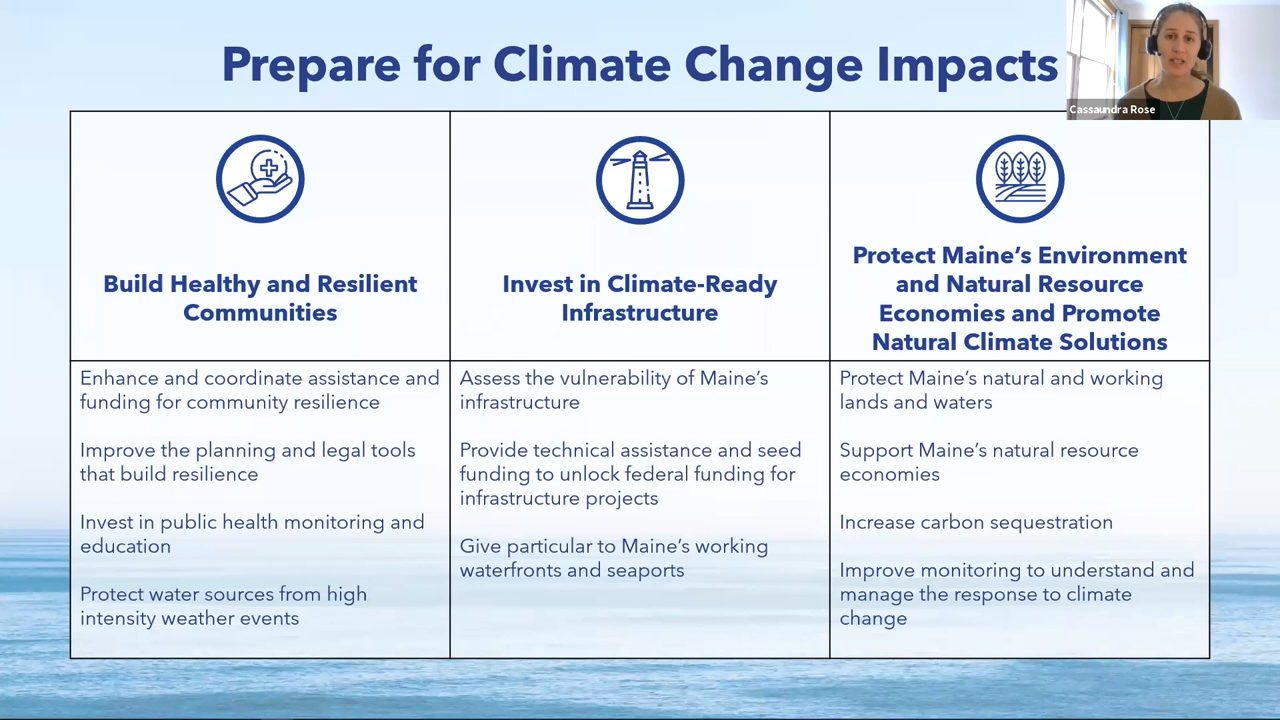 Prepare for Climate Change Impacts
Cassaundra Rose
Build Healthy and Resilient
Communities
Invest in Climate-Ready
Infrastructure
Protect Maine’s Environment
and Natural Resource
Economies and Promote
Natural Climate Solutions
Enhance and coordinate assistance and
funding for community resilience
Improve the planning and legal tools
that build resilience
Invest in public health monitoring and
education
Protect water sources from high
intensity weather events
Assess the vulnerability of Maine’s
infrastructure
Provide technical assistance and seed
funding to unlock federal funding for
infrastructure projects
Give particular to Maine’s working
waterfronts and seaports
Protect Maine’s natural and working
lands and waters
Support Maine’s natural resource
economies
Increase carbon sequestration
Improve monitoring to understand and
manage the response to climate
change